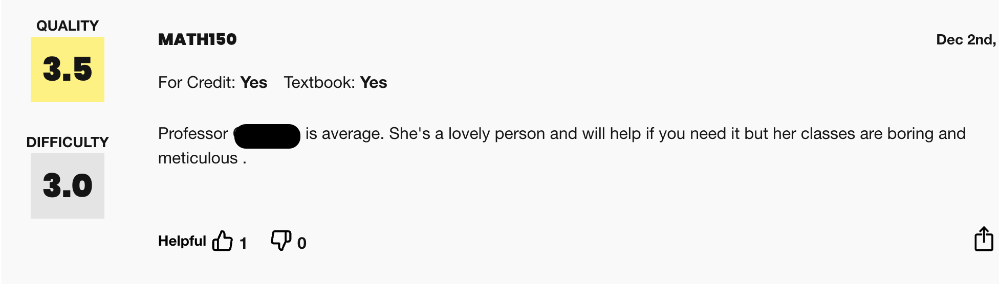 QUALITY
3.5
MATH150
Dec 2nd,
For Credit: Yes Textbook: Yes
DIFFICULTY
3.0
Professor is average. She's a lovely person and will help if you need it but her classes are boring and
meticulous .
Helpful 1 0